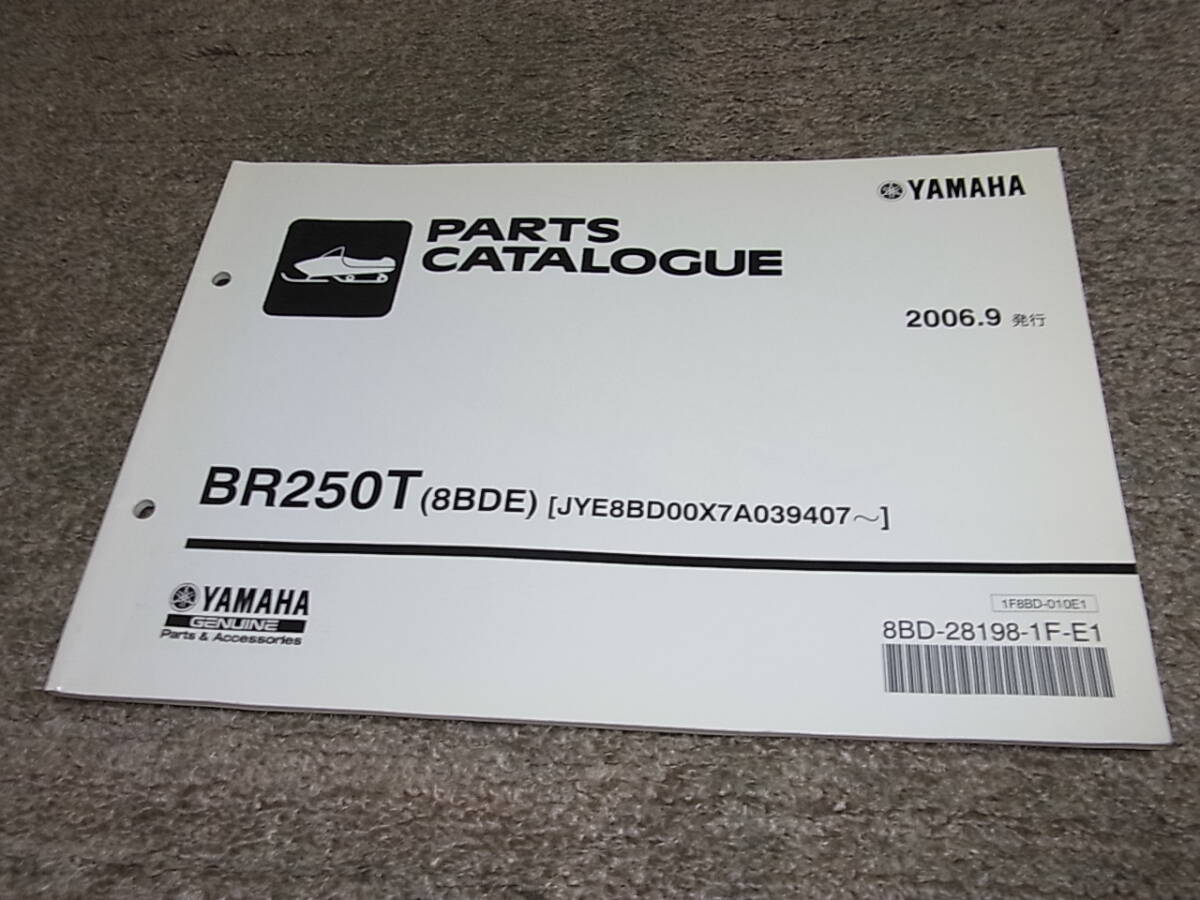 YAMAHA
PARTS
CATALOGUE
2006.9 発行
BR250T (8BDE) [JYE8BD00X7A039407～]
YAMAHA
GENUINE
Parts & Accessories
1F8BD-010E1
8BD-28198-1F-E1